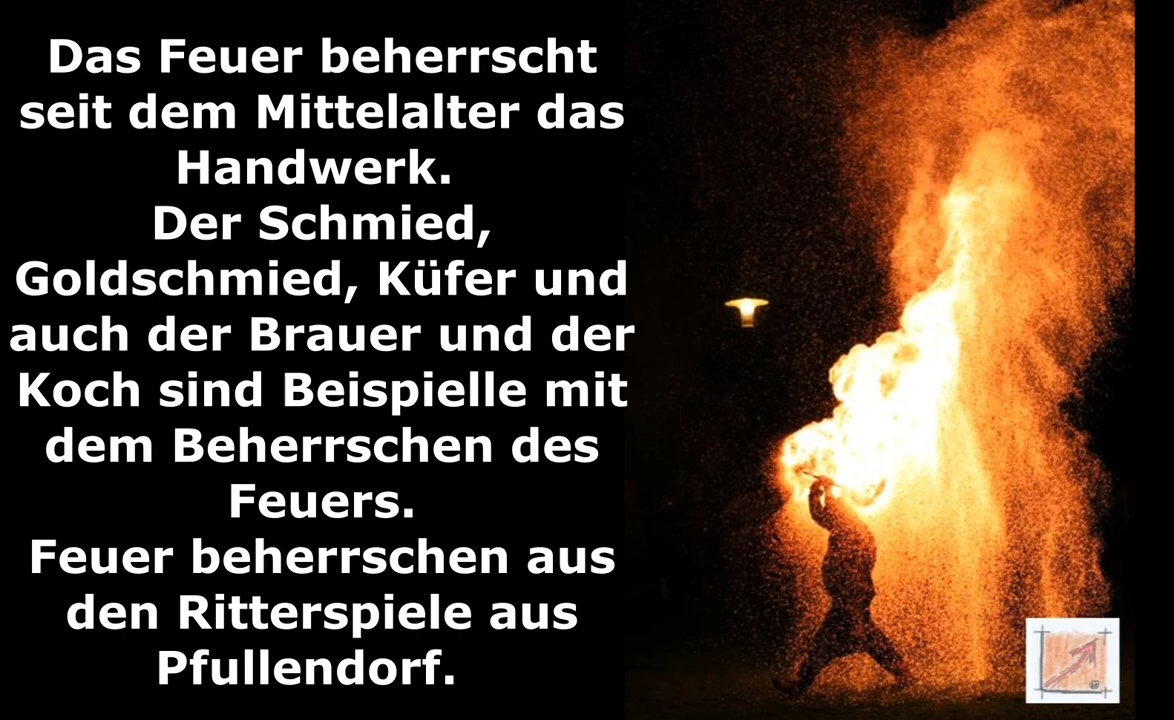 Das Feuer beherrscht
seit dem Mittelalter das
Handwerk.
Der Schmied,
Goldschmied, Küfer und
auch der Brauer und der
Koch sind Beispielle mit
dem Beherrschen des
Feuers.
Feuer beherrschen aus
den Ritterspiele aus
Pfullendorf.